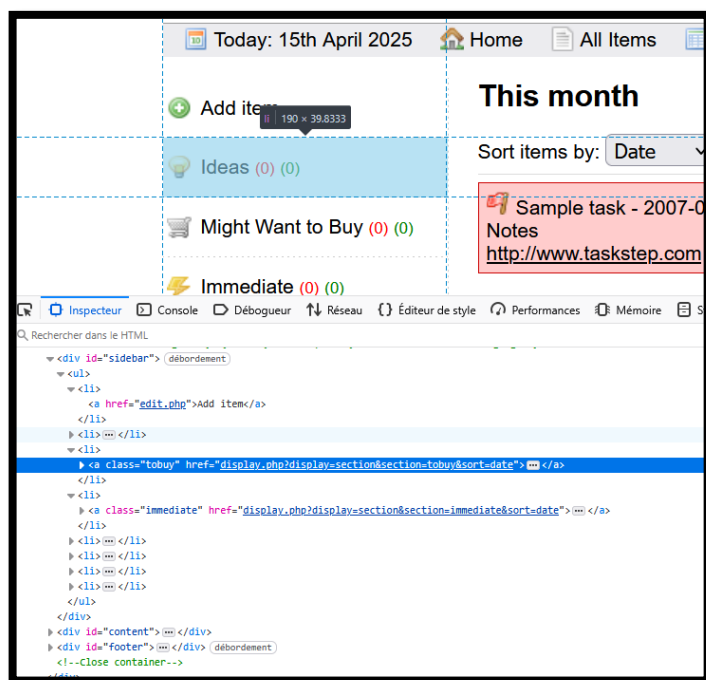 Today: 15th April 2025 Home All Items
Add item
li 190 × 39.8333
Ideas (0) (0)
Might Want to Buy (0) (0)
Immediate (0) (0)
This month
Sort items by: Date
Sample task - 2007-0
Notes
http://www.taskstep.com
Inspecteur Console Débogueur Réseau Éditeur de style Performances Mémoire S
Rechercher dans le HTML
<div id="sidebar"> débordement
<ul>
<li>
<a href="edit.php">Add item</a>
</li>
<li>⋯</li>
<li>
<a class="tobuy" href="display.php?display=section&section=tobuy&sort=date">⋯</a>
</li>
<li>
<a class="immediate" href="display.php?display=section&section=immediate&sort=date">⋯</a>
</li>
<li>⋯</li>
<li>⋯</li>
<li>⋯</li>
<li>⋯</li>
</ul>
</div>
<div id="content">⋯</div>
<div id="footer">⋯</div> débordement
<!--Close container-->
</div>